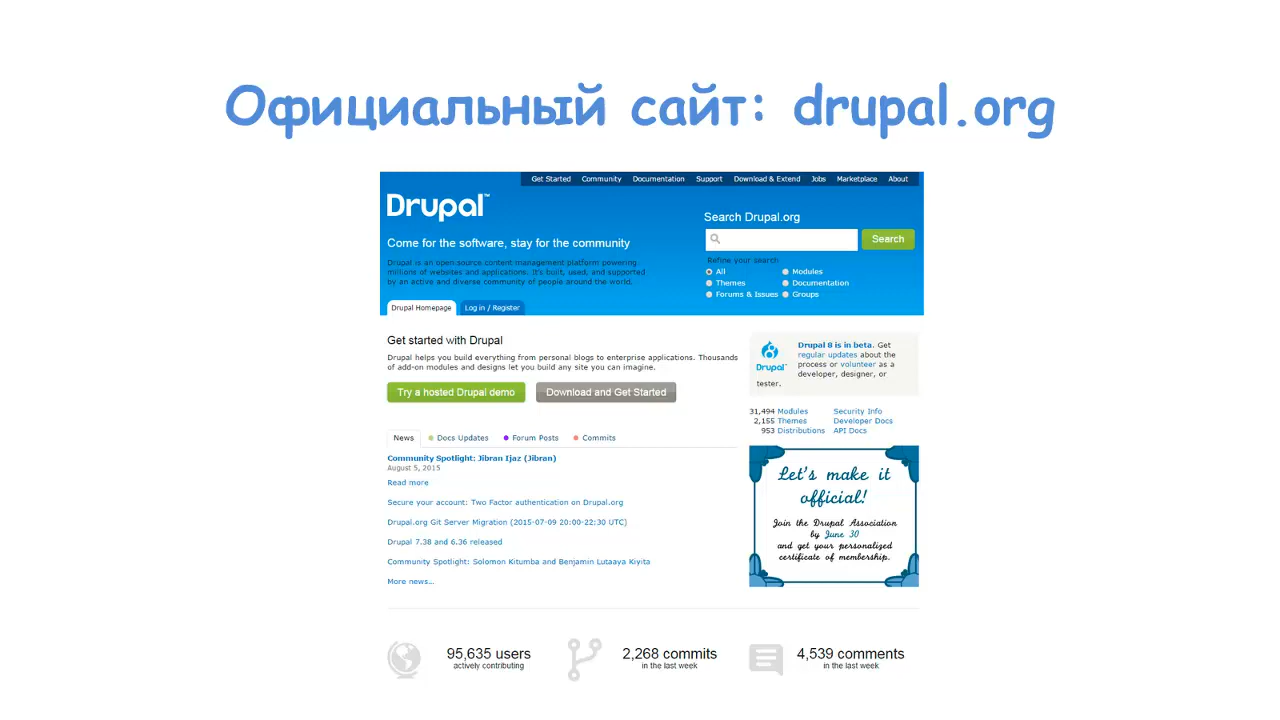 Официальный сайт: drupal.org
Get Started Community Documentation Support Download & Extend Jobs Marketplace About
Drupal™
Come for the software, stay for the community
Drupal is an open source content management platform powering
millions of websites and applications. It's built, used, and supported
by an active and diverse community of people around the world.
Search Drupal.org
Search
Refine your search
All Modules
Themes Documentation
Forums & Issues Groups
Drupal Homepage Log in / Register
Get started with Drupal
Drupal helps you build everything from personal blogs to enterprise applications. Thousands
of add-on modules and designs let you build any site you can imagine.
Try a hosted Drupal demo Download and Get Started
Drupal™
Drupal 8 is in beta. Get
regular updates about the
process or volunteer as a
developer, designer, or
tester.
31,494 Modules Security Info
2,155 Themes Developer Docs
953 Distributions API Docs
News Docs Updates Forum Posts Commits
Community Spotlight: Jibran Ijaz (Jibran)
August 5, 2015
Read more
Secure your account: Two Factor authentication on Drupal.org
Drupal.org Git Server Migration (2015-07-09 20:00-22:30 UTC)
Drupal 7.38 and 6.36 released
Community Spotlight: Solomon Kitumba and Benjamin Lutaaya Kiyita
More news...
Let's make it
official!
Join the Drupal Association
by June 30
and get your personalized
certificate of membership.
95,635 users
actively contributing
2,268 commits
in the last week
4,539 comments
in the last week